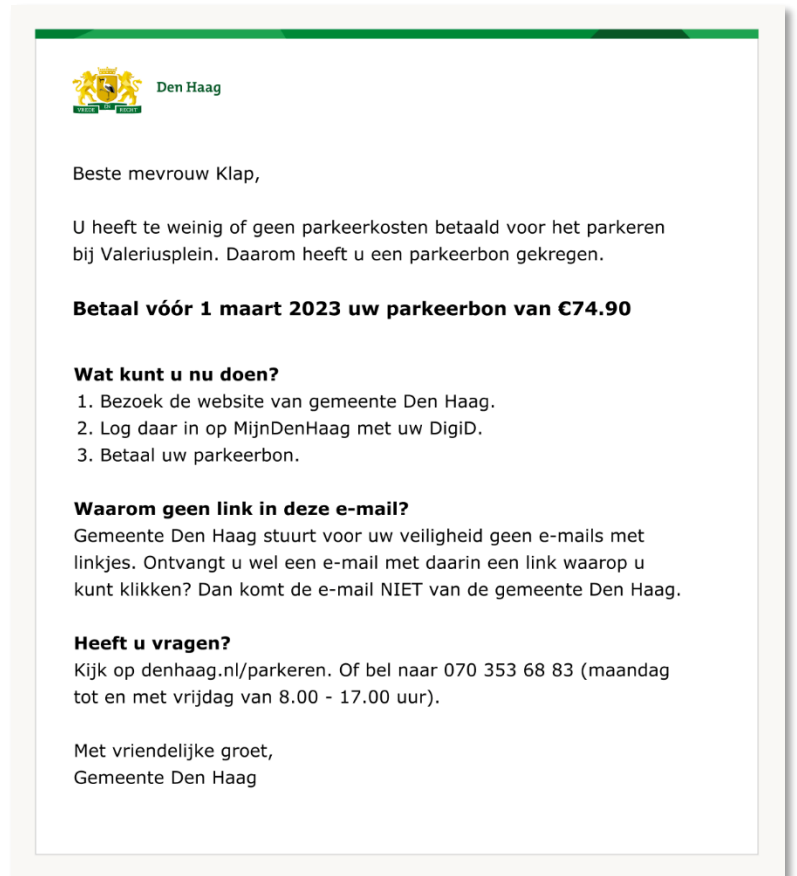 VREDE EN RECHT
Den Haag
Beste mevrouw Klap,
U heeft te weinig of geen parkeerkosten betaald voor het parkeren
bij Valeriusplein. Daarom heeft u een parkeerbon gekregen.
Betaal vóór 1 maart 2023 uw parkeerbon van €74.90
Wat kunt u nu doen?
1. Bezoek de website van gemeente Den Haag.
2. Log daar in op MijnDenHaag met uw DigiD.
3. Betaal uw parkeerbon.
Waarom geen link in deze e-mail?
Gemeente Den Haag stuurt voor uw veiligheid geen e-mails met
linkjes. Ontvangt u wel een e-mail met daarin een link waarop u
kunt klikken? Dan komt de e-mail NIET van de gemeente Den Haag.
Heeft u vragen?
Kijk op denhaag.nl/parkeren. Of bel naar 070 353 68 83 (maandag
tot en met vrijdag van 8.00 - 17.00 uur).
Met vriendelijke groet,
Gemeente Den Haag